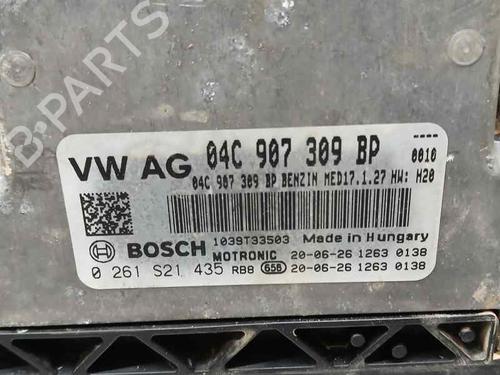 B-PARTS
VW AG 04C 907 309 BP ----
0010
04C 907 309 BP BENZIN MED17.1.27 HW: H20
BOSCH 1039T33503 Made in Hungary
MOTRONIC 20-06-26 1263 0138
0 261 S21 435 RB8 656 20-06-26 1263 0138